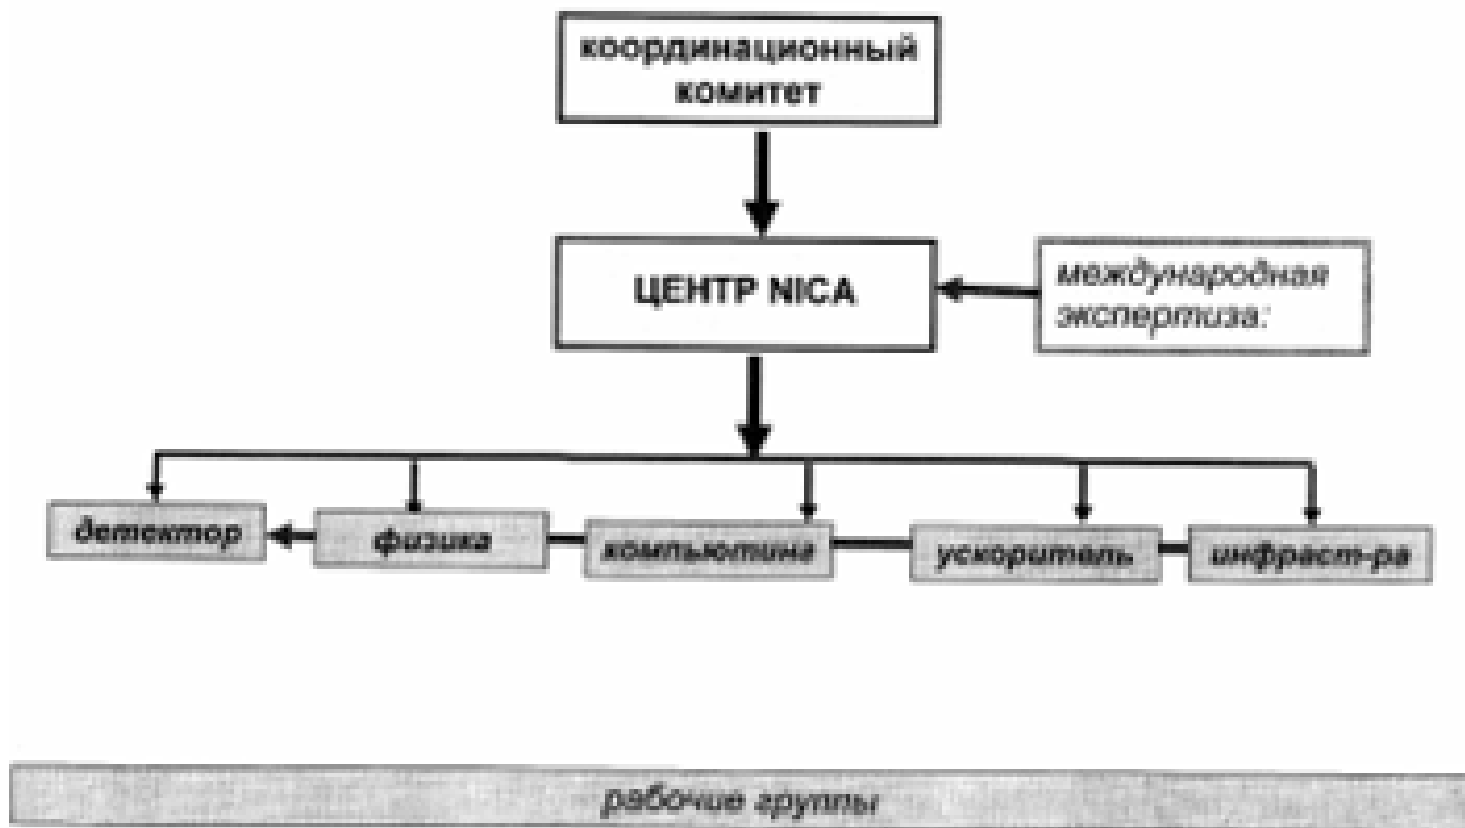 координационный
комитет
ЦЕНТР NICA
международная
экспертиза:
детектор
физика
компьютинг
ускоритель
инфраст-ра
рабочие группы